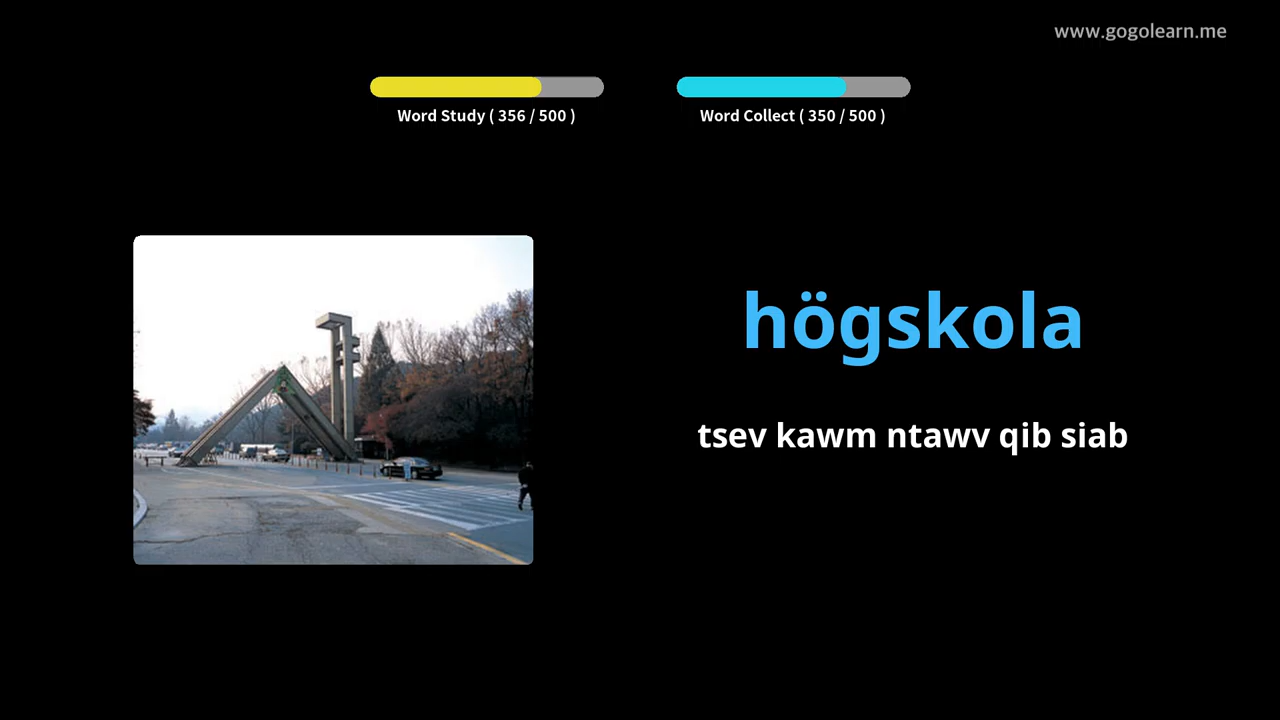 www.gogolearn.me
Word Study ( 356 / 500 )
Word Collect ( 350 / 500 )
högskola
tsev kawm ntawv qib siab